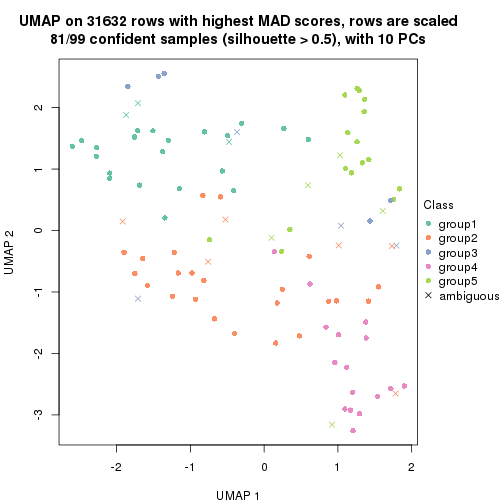 UMAP on 31632 rows with highest MAD scores, rows are scaled
81/99 confident samples (silhouette > 0.5), with 10 PCs
2
1
0
-1
-2
-3
UMAP 2
-2
-1
0
1
2
UMAP 1
Class
group1
group2
group3
group4
group5
ambiguous